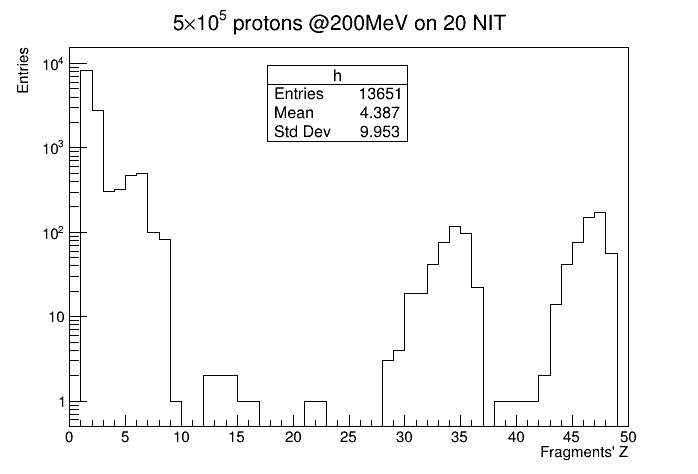 5×10⁵ protons @200MeV on 20 NIT
Entries
h
Entries 13651
Mean 4.387
Std Dev 9.953
10⁴
10³
10²
10
1
0 5 10 15 20 25 30 35 40 45 50
Fragments' Z